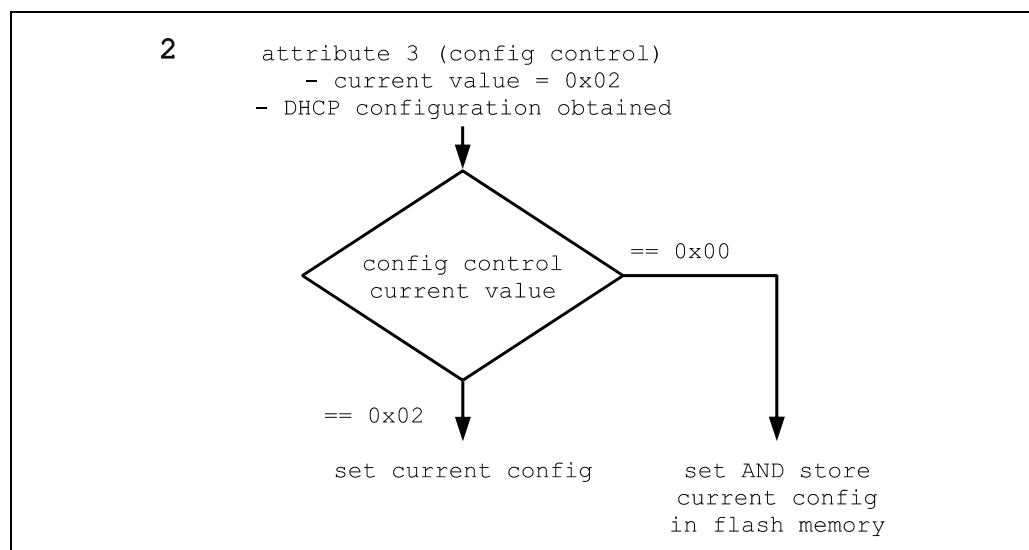 2
attribute 3 (config control)
- current value = 0x02
- DHCP configuration obtained
config control
current value
== 0x00
== 0x02
set current config
set AND store
current config
in flash memory